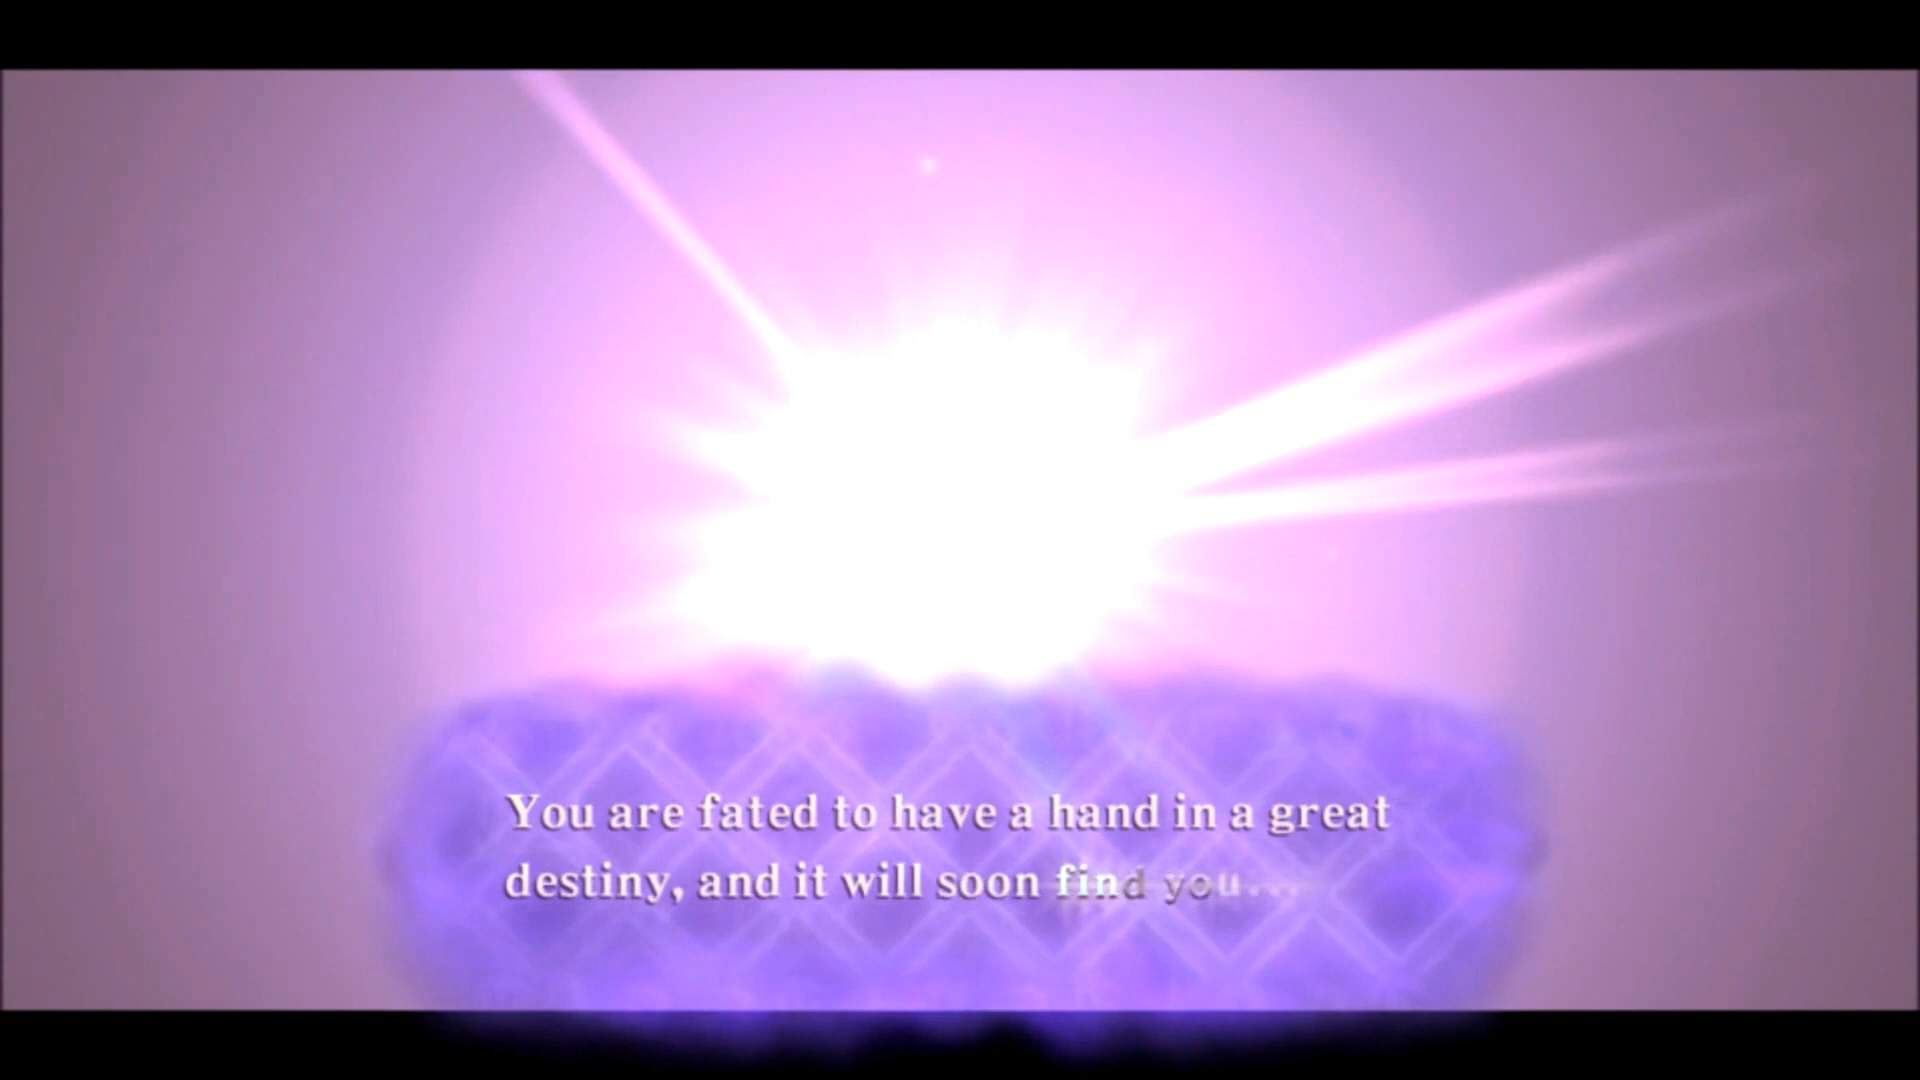 You are fated to have a hand in a great
destiny, and it will soon find you...